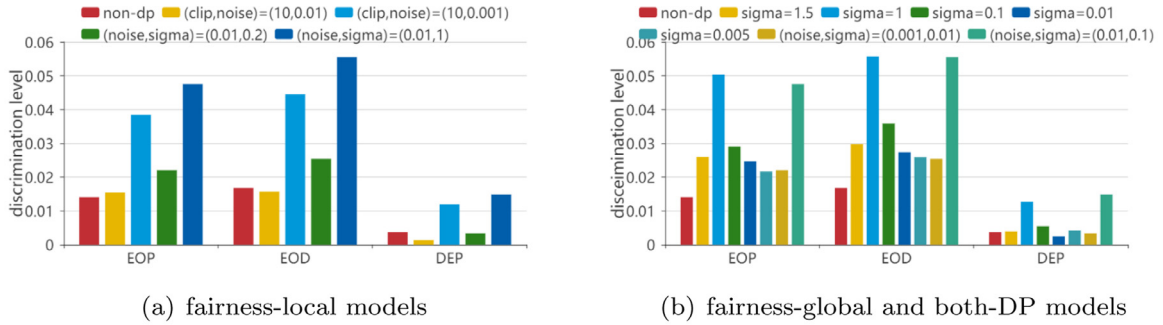 non-dp (clip,noise)=(10,0.01) (clip,noise)=(10,0.001)
(noise,sigma)=(0.01,0.2) (noise,sigma)=(0.01,1)
discrimination level
0.06
0.05
0.04
0.03
0.02
0.01
0
EOP EOD DEP
(a) fairness-local models
non-dp sigma=1.5 sigma=1 sigma=0.1 sigma=0.01
sigma=0.005 (noise,sigma)=(0.001,0.01) (noise,sigma)=(0.01,0.1)
disceimination level
0.06
0.05
0.04
0.03
0.02
0.01
0
EOP EOD DEP
(b) fairness-global and both-DP models